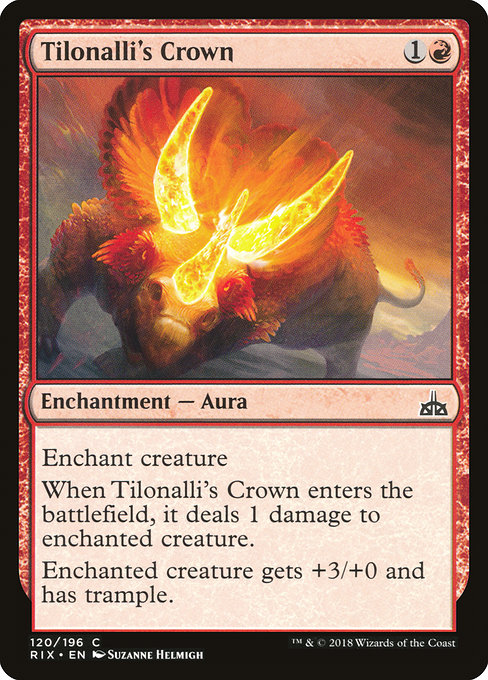 Tilonalli's Crown 1
Enchantment — Aura
Enchant creature
When Tilonalli's Crown enters the
battlefield, it deals 1 damage to
enchanted creature.
Enchanted creature gets +3/+0 and
has trample.
120/196 C
RIX • EN Suzanne Helmigh
™ & © 2018 Wizards of the Coast